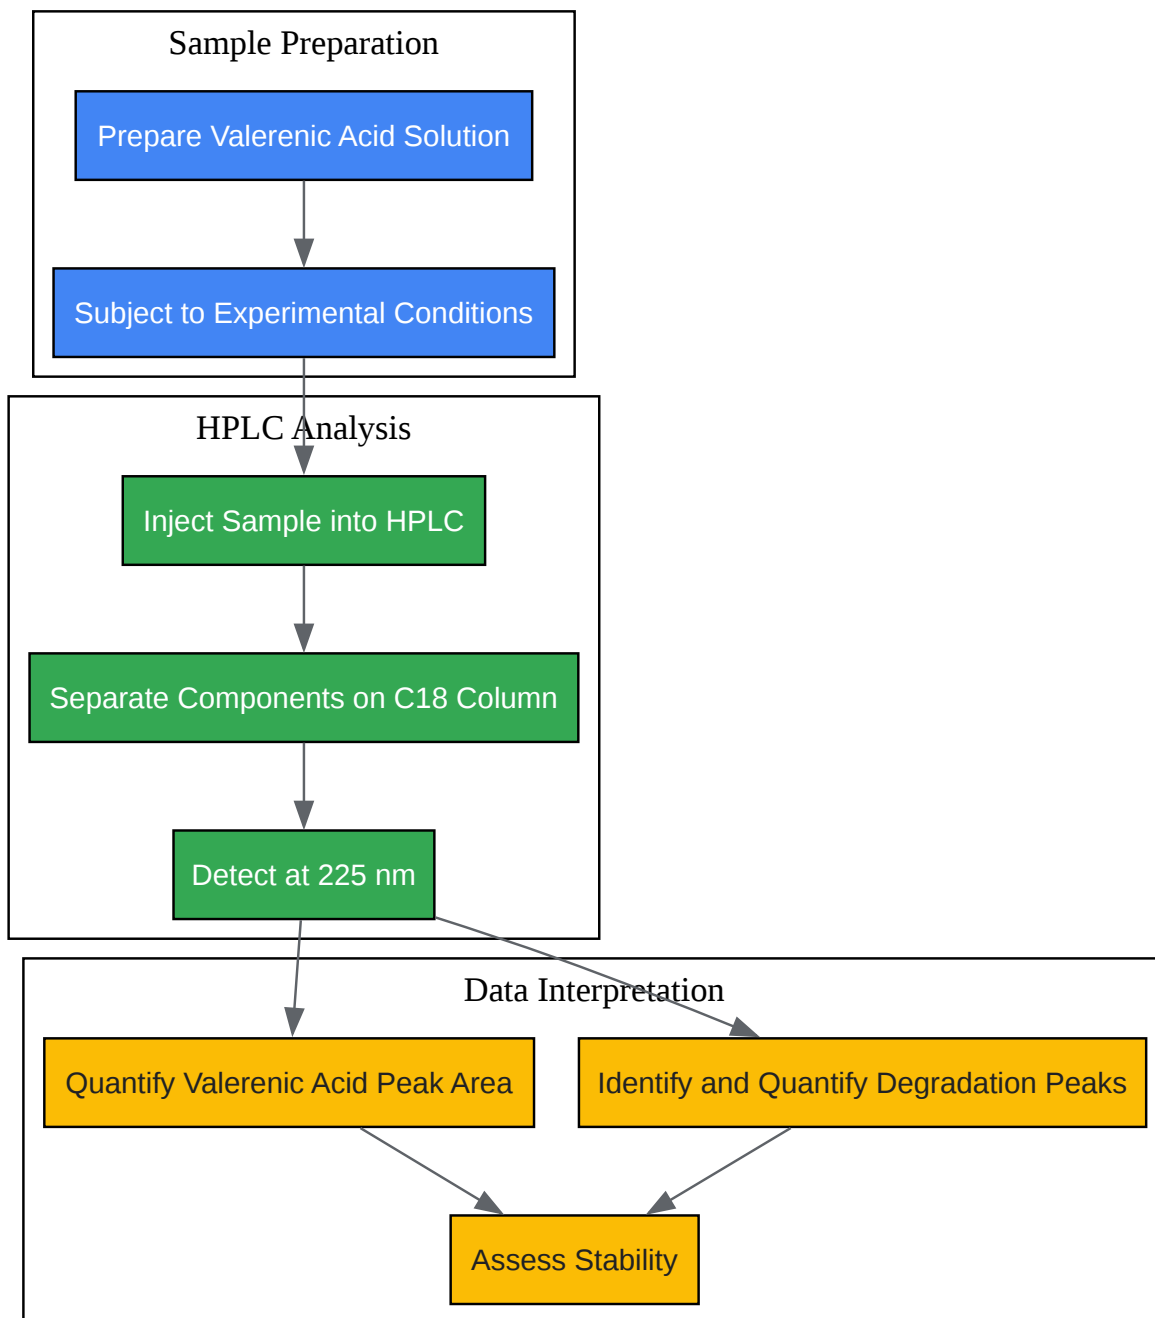 Sample Preparation
Prepare Valerenic Acid Solution
Subject to Experimental Conditions
HPLC Analysis
Inject Sample into HPLC
Separate Components on C18 Column
Detect at 225 nm
Data Interpretation
Quantify Valerenic Acid Peak Area
Identify and Quantify Degradation Peaks
Assess Stability